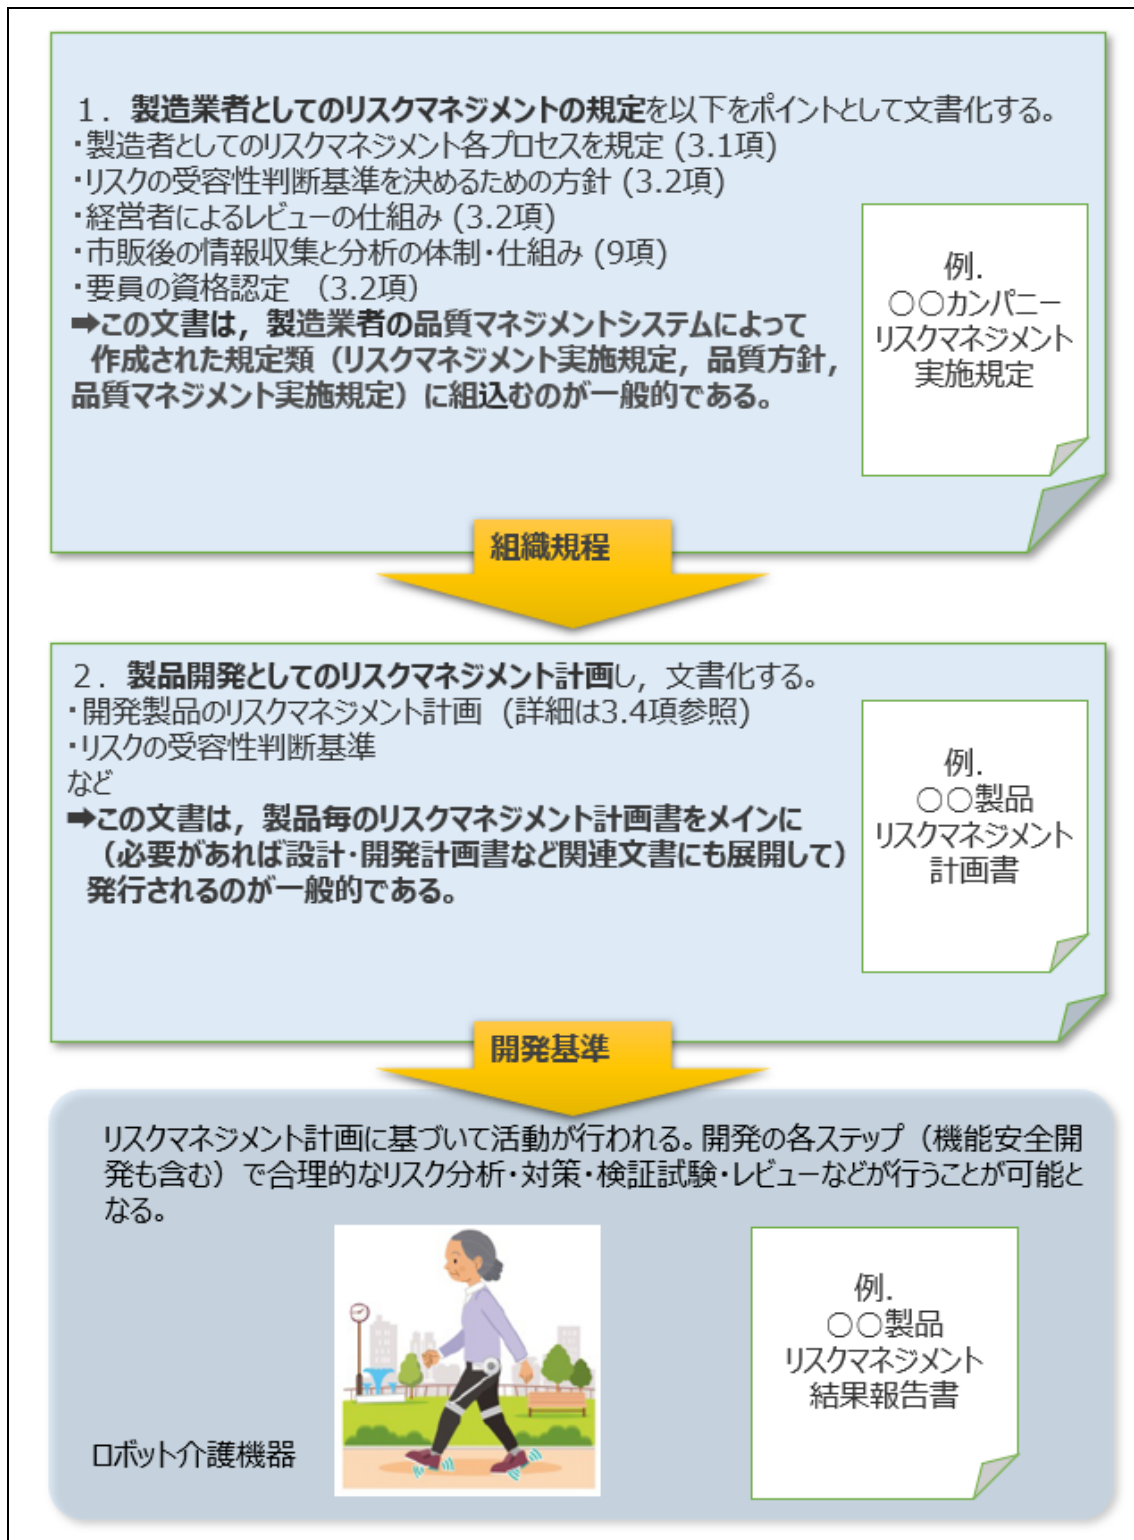 １．製造業者としてのリスクマネジメントの規定を以下をポイントとして文書化する。
・製造者としてのリスクマネジメント各プロセスを規定 (3.1項)
・リスクの受容性判断基準を決めるための方針 (3.2項)
・経営者によるレビューの仕組み (3.2項)
・市販後の情報収集と分析の体制・仕組み (9項)
・要員の資格認定　（3.2項）
➡この文書は，製造業者の品質マネジメントシステムによって
作成された規定類（リスクマネジメント実施規定，品質方針，
品質マネジメント実施規定）に組込むのが一般的である。
例．
○○カンパニー
リスクマネジメント
実施規定
組織規程
２．製品開発としてのリスクマネジメント計画し，文書化する。
・開発製品のリスクマネジメント計画 (詳細は3.4項参照)
・リスクの受容性判断基準
など
➡この文書は，製品毎のリスクマネジメント計画書をメインに
（必要があれば設計・開発計画書など関連文書にも展開して）
発行されるのが一般的である。
例．
○○製品
リスクマネジメント
計画書
開発基準
リスクマネジメント計画に基づいて活動が行われる。開発の各ステップ（機能安全開
発も含む）で合理的なリスク分析・対策・検証試験・レビューなどが行うことが可能と
なる。
例．
○○製品
リスクマネジメント
結果報告書
ロボット介護機器